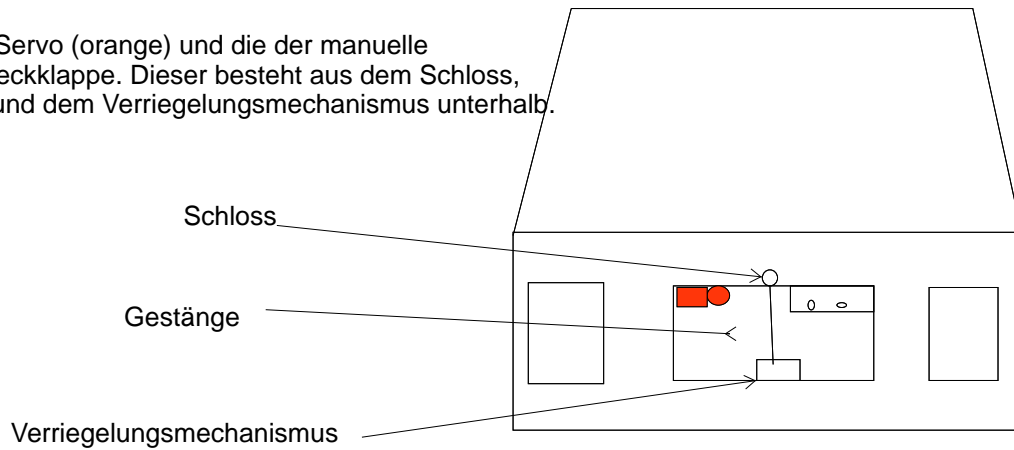 Servo (orange) und die der manuelle
eckklappe. Dieser besteht aus dem Schloss,
und dem Verriegelungsmechanismus unterhalb.
Schloss
Gestänge
Verriegelungsmechanismus